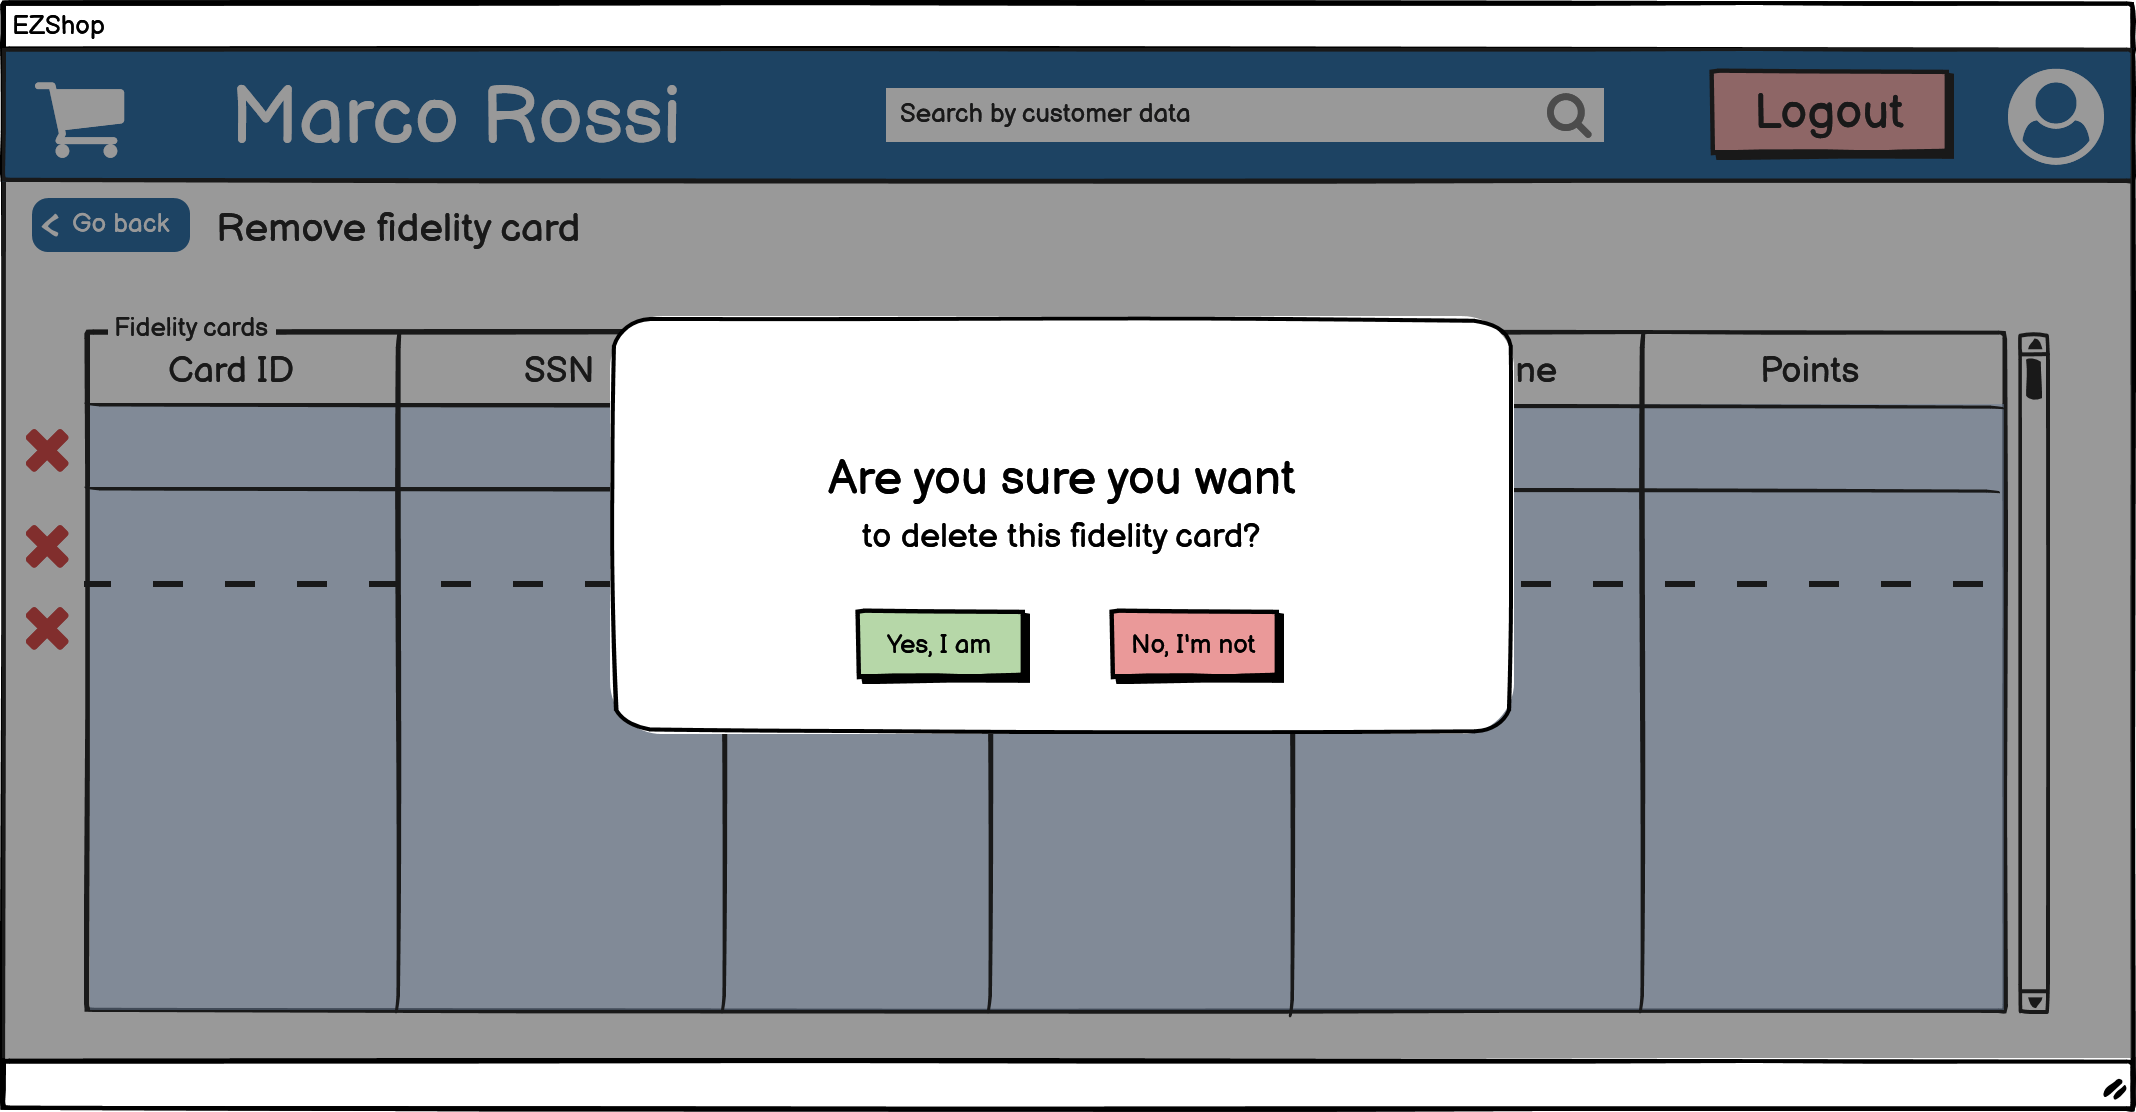 EZShop
Marco Rossi
Search by customer data
Logout
Go back
Remove fidelity card
Fidelity cards
Card ID
SSN
ne
Points
Are you sure you want
to delete this fidelity card?
Yes, I am
No, I'm not